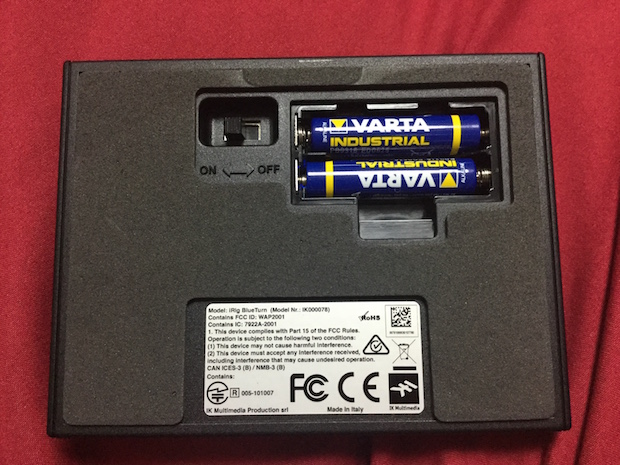 VARTA
INDUSTRIAL
INDUSTRIAL
VARTA
ON OFF
Model: iRig BlueTurn (Model Nr.: IK000078)
Contains FCC ID: WAP2001
Contains IC: 7922A-2001
1. This device complies with Part 15 of the FCC Rules.
Operation is subject to the following two conditions:
(1) This device may not cause harmful interference.
(2) This device must accept any Interference received,
including interference that may cause undesired operation.
CAN ICES-3 (B) / NMB-3 (B)
Contains:
R 005-101007
IK Multimedia Production srl
RoHS
FC CE
Made in Italy
IK Multimedia